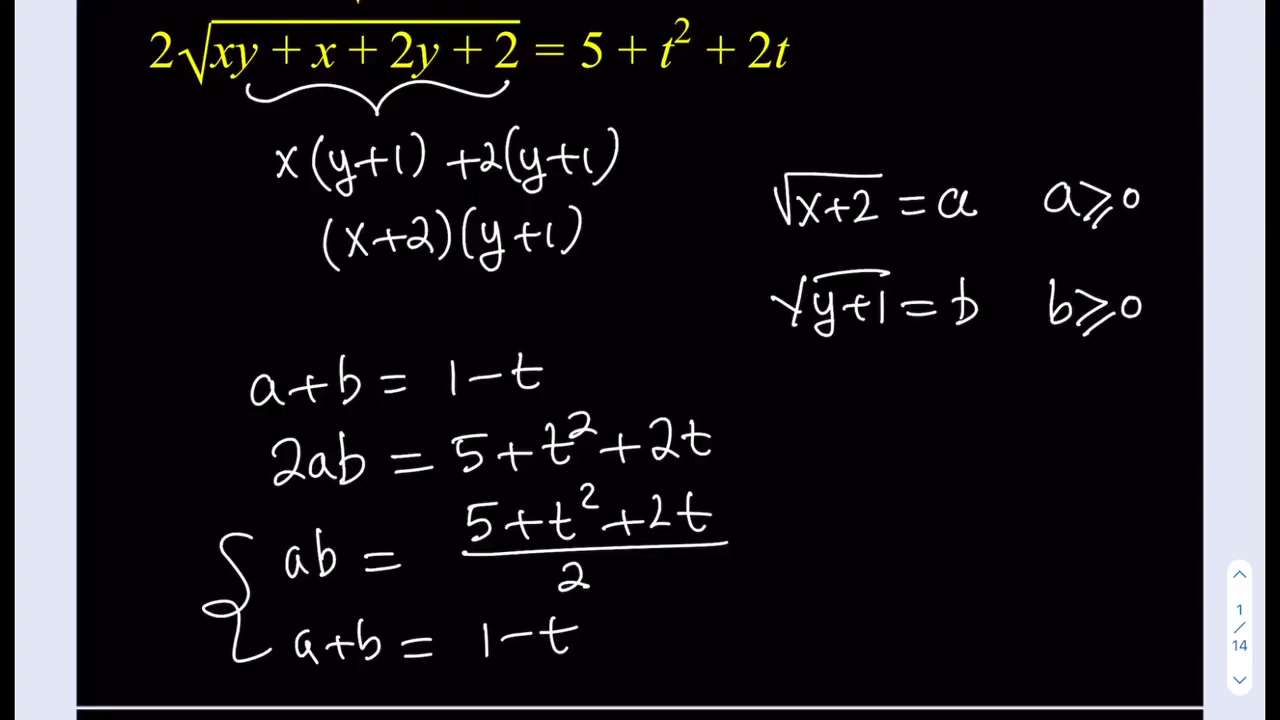 2√(xy + x + 2y + 2) = 5 + t² + 2t
x(y+1) +2(y+1)
(x+2)(y+1)
√(x+2) = a a⩾0
√(y+1) = b b⩾0
a+b = 1-t
2ab = 5+t²+2t
ab = (5+t²+2t)/2
a+b = 1-t
1
/
14